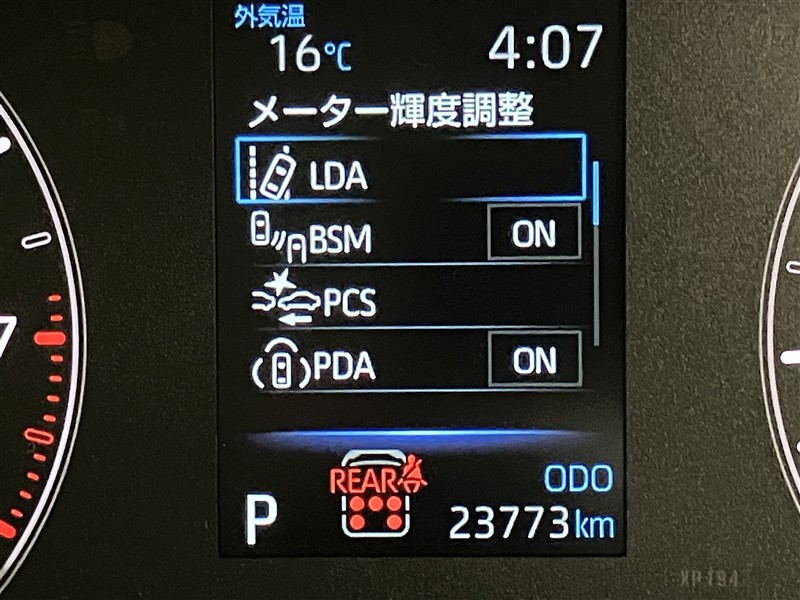 外気温
16℃ 4:07
メーター輝度調整
LDA
BSM ON
PCS
PDA ON
REAR
ODO
P 23773km
7